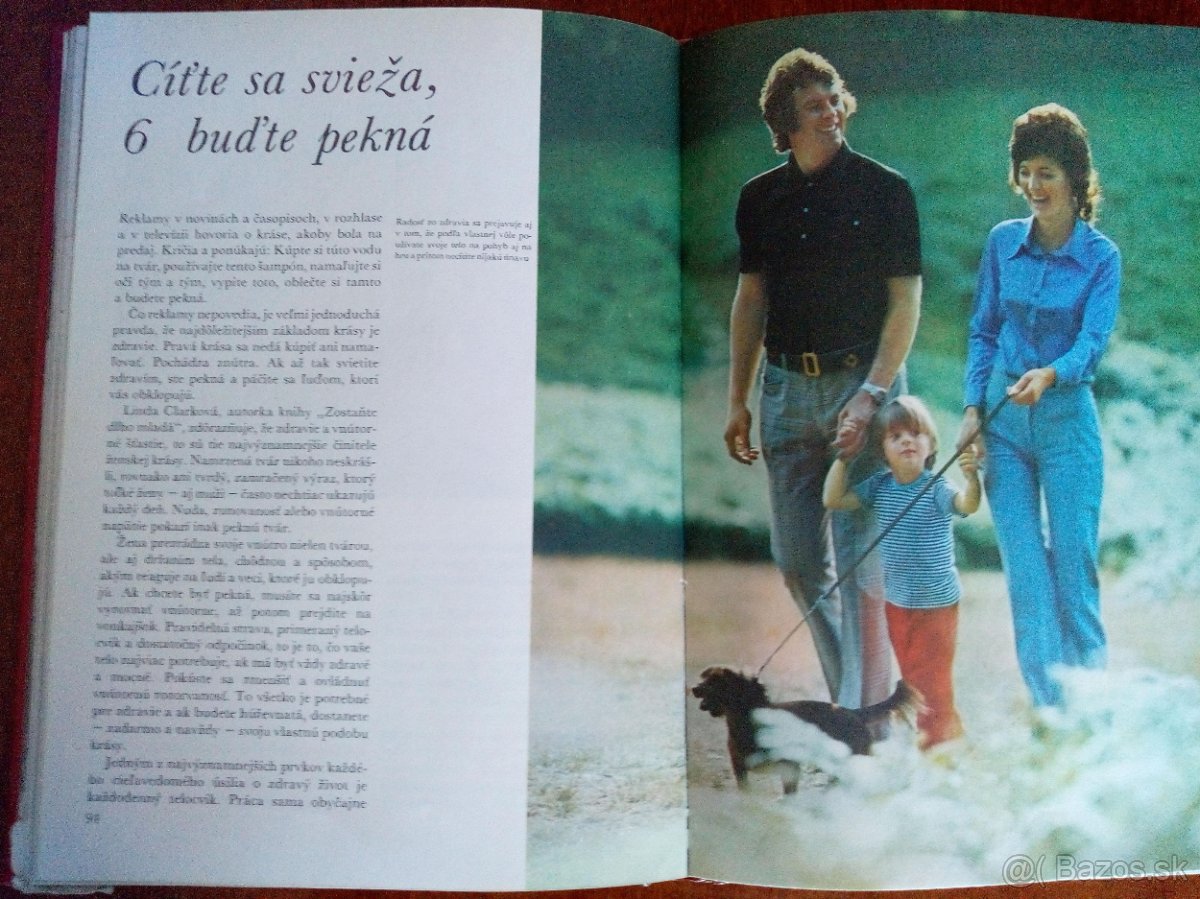 Cíťte sa svieža,
6 buďte pekná
Reklamy v novinách a časopisoch, v rozhlase
a v televízii hovoria o kráse, akoby bola na
predaj. Kričia a ponúkajú: Kúpte si túto vodu
na tvár, používajte tento šampón, namaľujte si
oči tým a tým, vypite toto, oblečte si tamto
a budete pekná.
Čo reklamy nepovedia, je veľmi jednoduchá
pravda, že najdôležitejším základom krásy je
zdravie. Pravá krása sa nedá kúpiť ani nama-
ľovať. Pochádza znútra. Ak až tak svietite
zdravím, ste pekná a páčite sa ľuďom, ktorí
vás obklopujú.
Linda Clarková, autorka knihy „Zostaňte
dlho mladá", zdôrazňuje, že zdravie a vnútor-
né šťastie, to sú tie najvýznamnejšie činitele
ženskej krásy. Namrzená tvár nikoho neskráš-
li, rovnako ani tvrdý, zamračený výraz, ktorý
toľké ženy — aj muži — často nechtiac ukazujú
každý deň. Nuda, zunovanosť alebo vnútorné
napätie pokazí inak peknú tvár.
Žena prezrádza svoje vnútro nielen tvárou,
ale aj držaním tela, chôdzou a spôsobom,
akým reaguje na ľudí a veci, ktoré ju obklopu-
jú. Ak chcete byť pekná, musíte sa najskôr
vyrovnať vnútorne, až potom prejdite na
vonkajšok. Pravidelná strava, primeraný telo-
cvik a dostatočný odpočinok, to je to, čo vaše
telo najviac potrebuje, ak má byť vždy zdravé
a mocné. Pokúste sa zmenšiť a ovládnuť
vnútornú rozorvanosť. To všetko je potrebné
pre zdravie a ak budete húževnatá, dostanete
— zadarmo a navždy — svoju vlastnú podobu
krásy.
Jedným z najvýznamnejších prvkov každé-
ho cieľavedomého úsilia o zdravý život je
každodenný telocvik. Práca sama obyčajne
98
Radosť zo zdravia sa prejavuje aj
v tom, že podľa vlastnej vôle po-
užívate svoje telo na pohyb aj na
hru a pritom necítite nijakú únavu
@( Bazos.sk